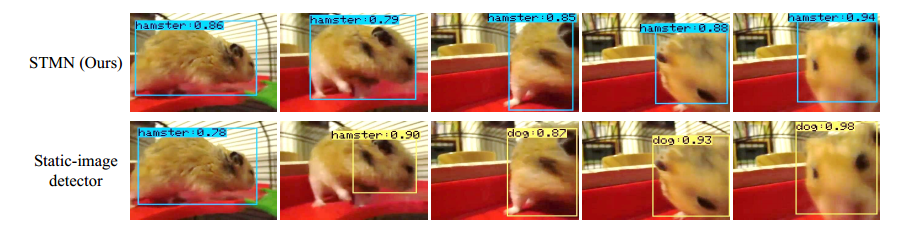 hamster:0.86
hamster:0.79
hamster:0.85
hamster:0.88
hamster:0.94
STMN (Ours)
hamster:0.78
hamster:0.90
dog:0.87
dog:0.93
dog:0.98
Static-image
detector